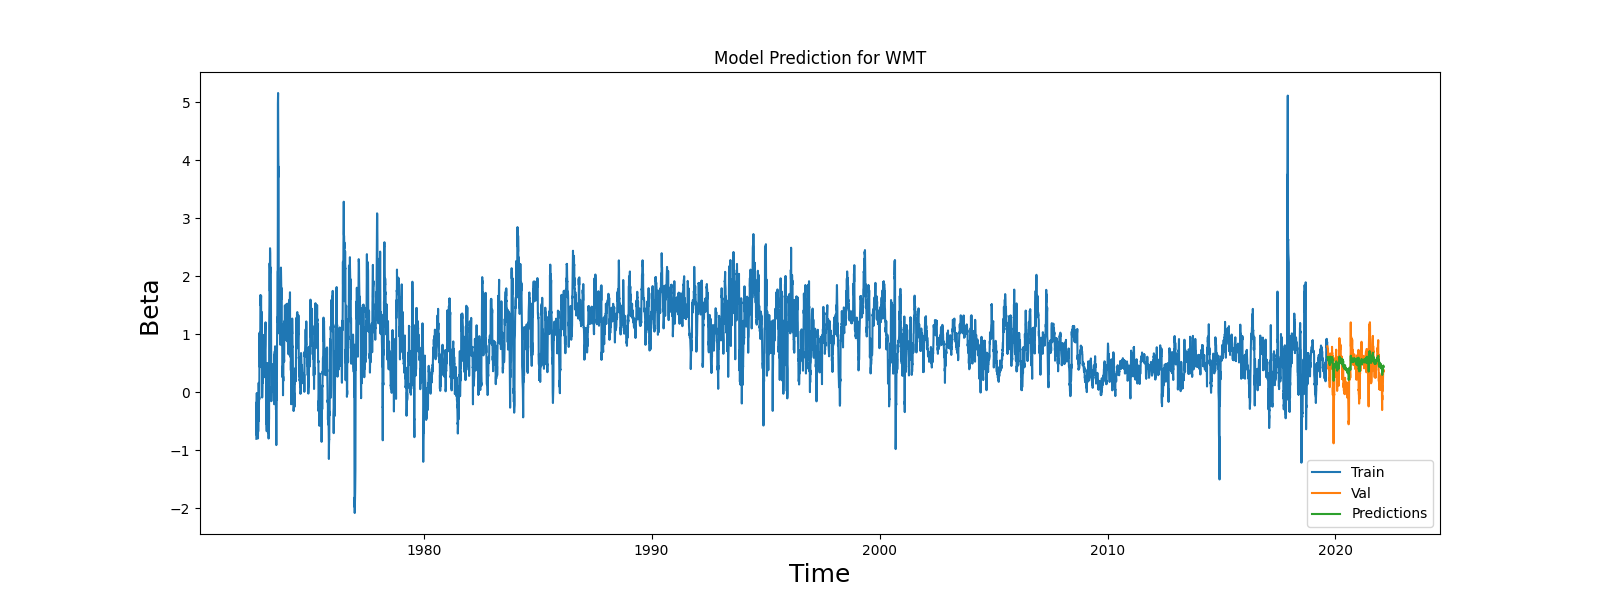 Model Prediction for WMT
5
4
3
2
1
0
−1
−2
Beta
1980
1990
2000
2010
2020
Time
Train
Val
Predictions